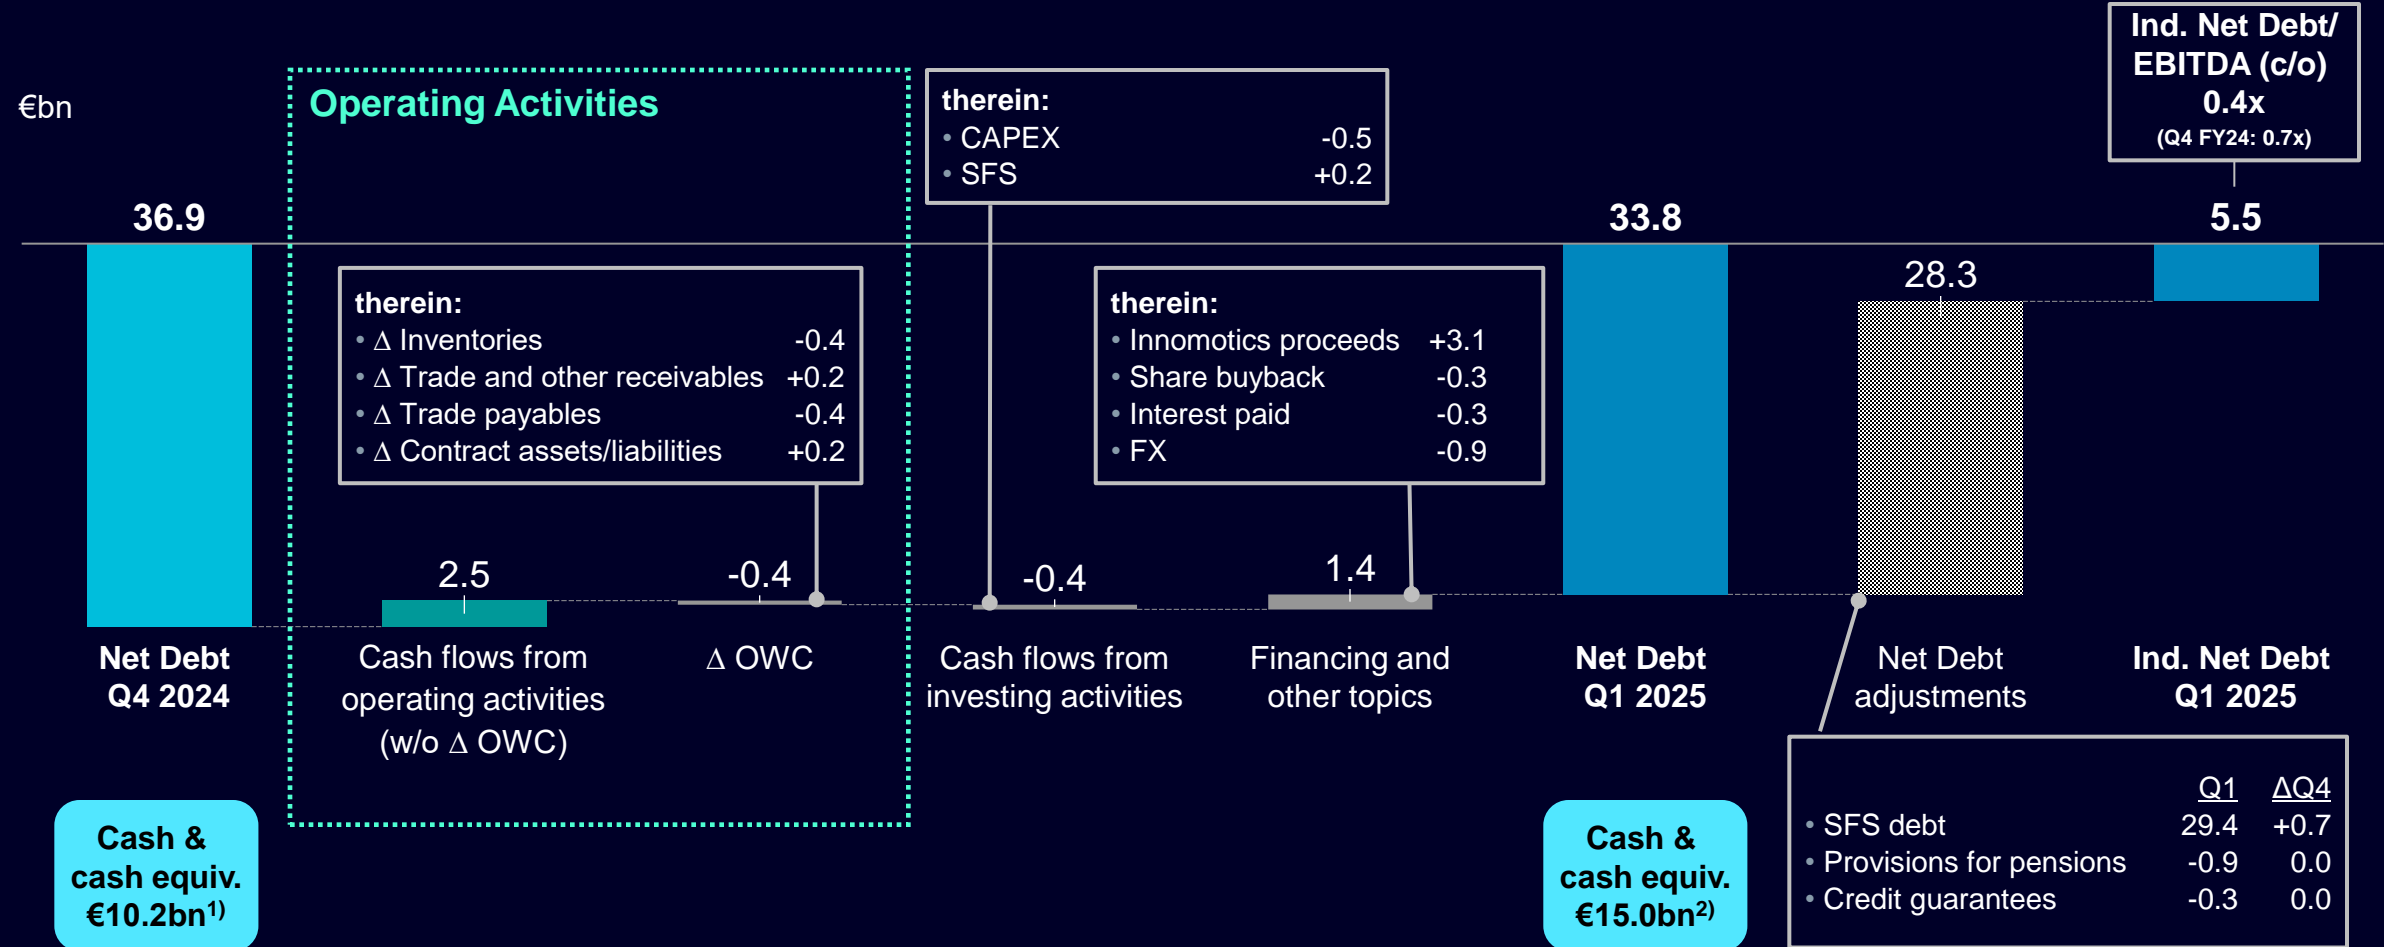 €bn
Operating Activities
therein:
• CAPEX -0.5
• SFS +0.2
Ind. Net Debt/
EBITDA (c/o)
0.4x
(Q4 FY24: 0.7x)
36.9
33.8
5.5
28.3
therein:
• Δ Inventories -0.4
• Δ Trade and other receivables +0.2
• Δ Trade payables -0.4
• Δ Contract assets/liabilities +0.2
therein:
• Innomotics proceeds +3.1
• Share buyback -0.3
• Interest paid -0.3
• FX -0.9
2.5
-0.4
-0.4
1.4
Net Debt
Q4 2024
Cash flows from
operating activities
(w/o Δ OWC)
Δ OWC
Cash flows from
investing activities
Financing and
other topics
Net Debt
Q1 2025
Net Debt
adjustments
Ind. Net Debt
Q1 2025
Cash &
cash equiv.
€10.2bn1)
Cash &
cash equiv.
€15.0bn2)
Q1 ΔQ4
• SFS debt 29.4 +0.7
• Provisions for pensions -0.9 0.0
• Credit guarantees -0.3 0.0